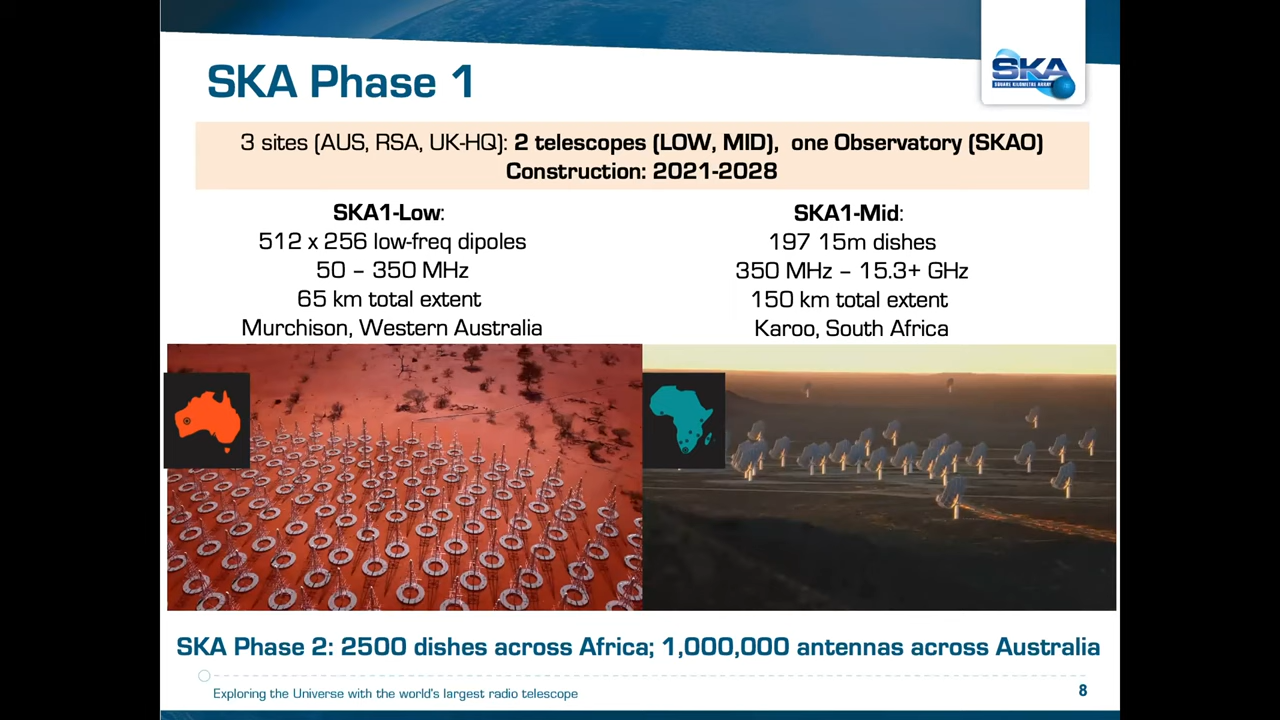 SKA
SQUARE KILOMETRE ARRAY
SKA Phase 1
3 sites (AUS, RSA, UK-HQ): 2 telescopes (LOW, MID), one Observatory (SKAO)
Construction: 2021-2028
SKA1-Low:
512 x 256 low-freq dipoles
50 – 350 MHz
65 km total extent
Murchison, Western Australia
SKA1-Mid:
197 15m dishes
350 MHz – 15.3+ GHz
150 km total extent
Karoo, South Africa
SKA Phase 2: 2500 dishes across Africa; 1,000,000 antennas across Australia
Exploring the Universe with the world's largest radio telescope
8